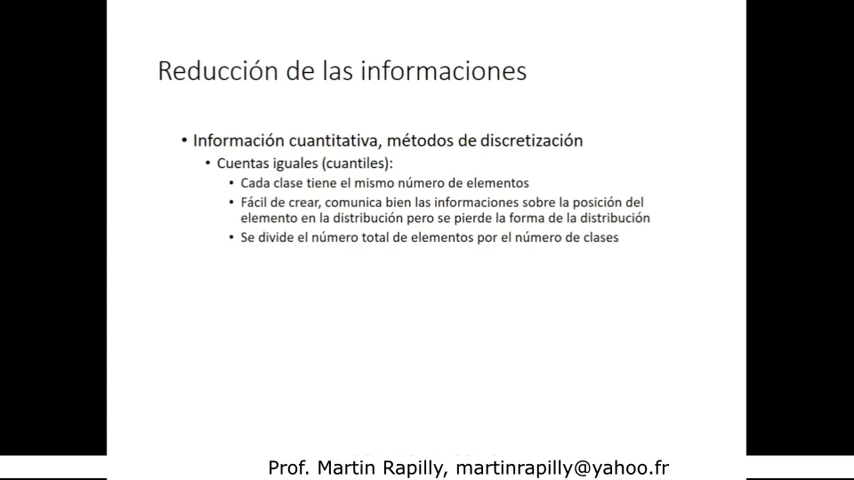 Reducción de las informaciones
• Información cuantitativa, métodos de discretización
• Cuentas iguales (cuantiles):
• Cada clase tiene el mismo número de elementos
• Fácil de crear, comunica bien las informaciones sobre la posición del
elemento en la distribución pero se pierde la forma de la distribución
• Se divide el número total de elementos por el número de clases
Prof. Martin Rapilly, martinrapilly@yahoo.fr